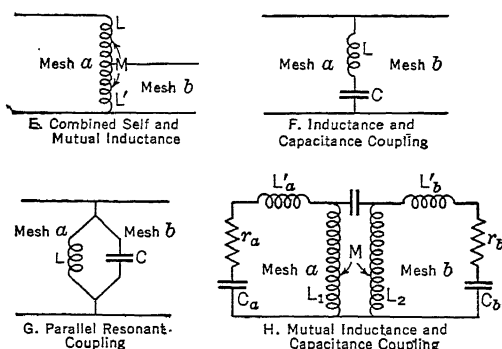 L
Mesh a M
Mesh b
L'
E. Combined Self and
Mutual Inductance
Mesh a L Mesh b
C
F. Inductance and
Capacitance Coupling
Mesh a Mesh b
L C
G. Parallel Resonant-
Coupling
L'a L'b
ra M rb
Mesh a Mesh b
Ca L1 L2 Cb
H. Mutual Inductance and
Capacitance Coupling